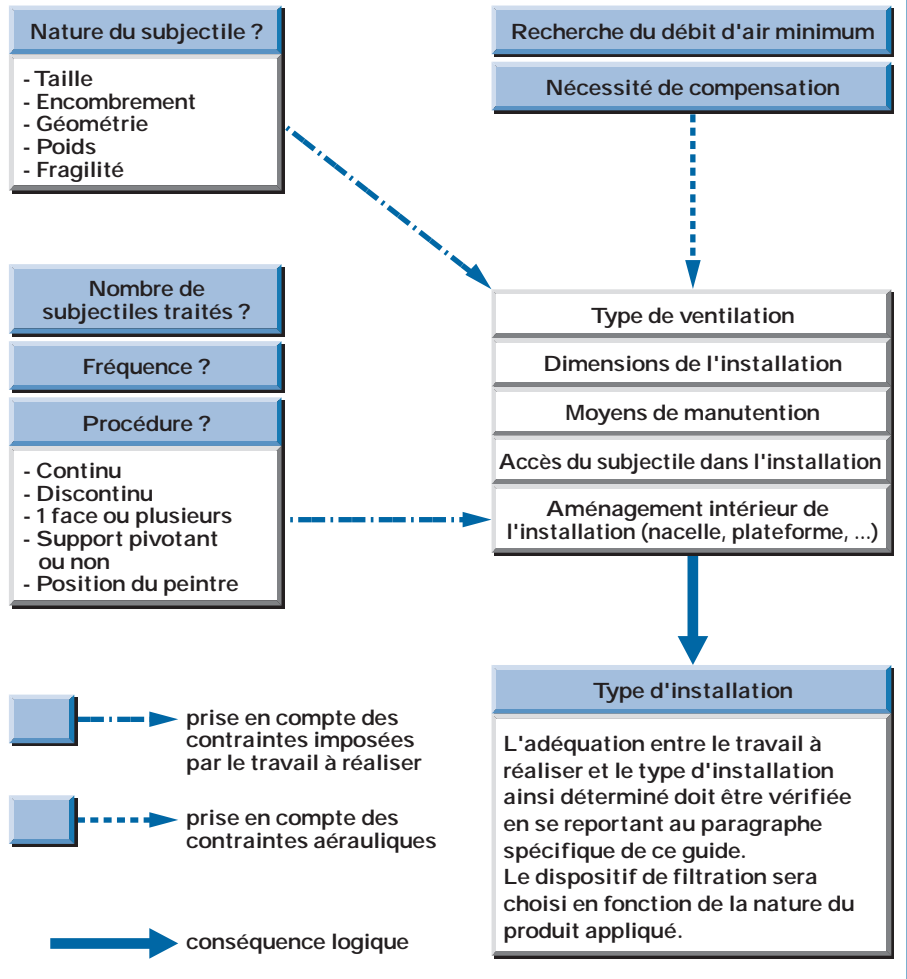 Nature du subjectile ?
- Taille
- Encombrement
- Géométrie
- Poids
- Fragilité
Recherche du débit d'air minimum
Nécessité de compensation
Nombre de
subjectiles traités ?
Fréquence ?
Procédure ?
- Continu
- Discontinu
- 1 face ou plusieurs
- Support pivotant
ou non
- Position du peintre
Type de ventilation
Dimensions de l'installation
Moyens de manutention
Accès du subjectile dans l'installation
Aménagement intérieur de
l'installation (nacelle, plateforme, ...)
Type d'installation
L'adéquation entre le travail à
réaliser et le type d'installation
ainsi déterminé doit être vérifiée
en se reportant au paragraphe
spécifique de ce guide.
Le dispositif de filtration sera
choisi en fonction de la nature du
produit appliqué.
prise en compte des
contraintes imposées
par le travail à réaliser
prise en compte des
contraintes aérauliques
conséquence logique